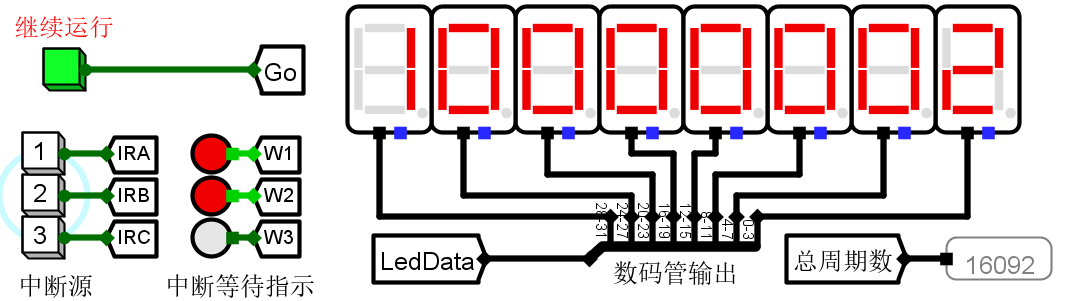 继续运行
Go
10000002
1
IRA
W1
2
IRB
W2
3
IRC
W3
中断源
中断等待指示
28-31
24-27
20-23
16-19
12-15
8-11
4-7
0-3
LedData
数码管输出
总周期数
16092